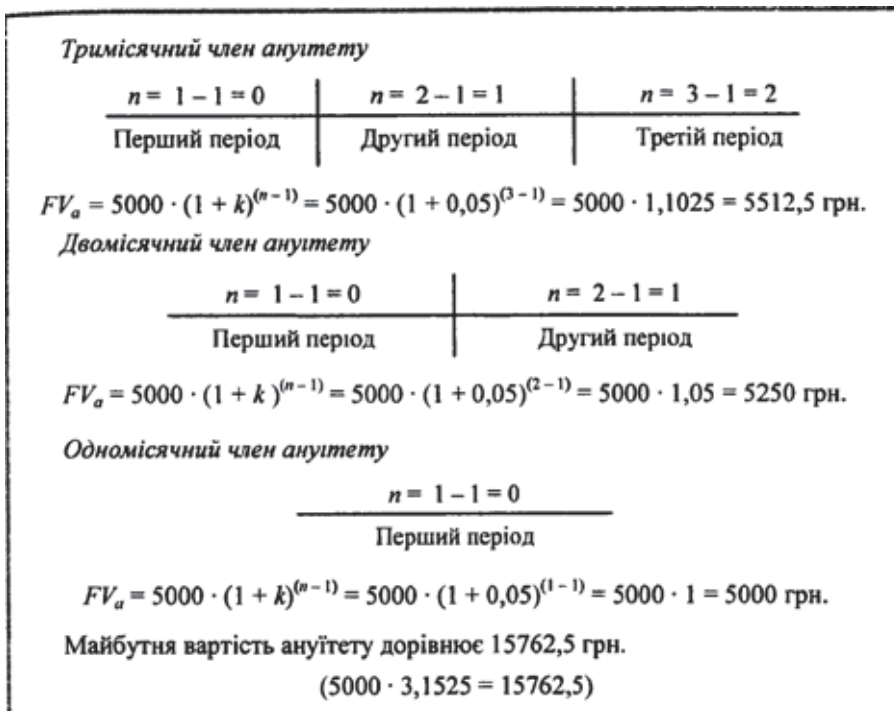 Тримісячний член ануїтету
n = 1 – 1 = 0 n = 2 – 1 = 1 n = 3 – 1 = 2
Перший період Другий період Третій період
FVₐ = 5000 · (1 + k)⁽ⁿ⁻¹⁾ = 5000 · (1 + 0,05)⁽³⁻¹⁾ = 5000 · 1,1025 = 5512,5 грн.
Двомісячний член ануїтету
n = 1 – 1 = 0 n = 2 – 1 = 1
Перший період Другий період
FVₐ = 5000 · (1 + k )⁽ⁿ⁻¹⁾ = 5000 · (1 + 0,05)⁽²⁻¹⁾ = 5000 · 1,05 = 5250 грн.
Одномісячний член ануїтету
n = 1 – 1 = 0
Перший період
FVₐ = 5000 · (1 + k)⁽ⁿ⁻¹⁾ = 5000 · (1 + 0,05)⁽¹⁻¹⁾ = 5000 · 1 = 5000 грн.
Майбутня вартість ануїтету дорівнює 15762,5 грн.
(5000 · 3,1525 = 15762,5)